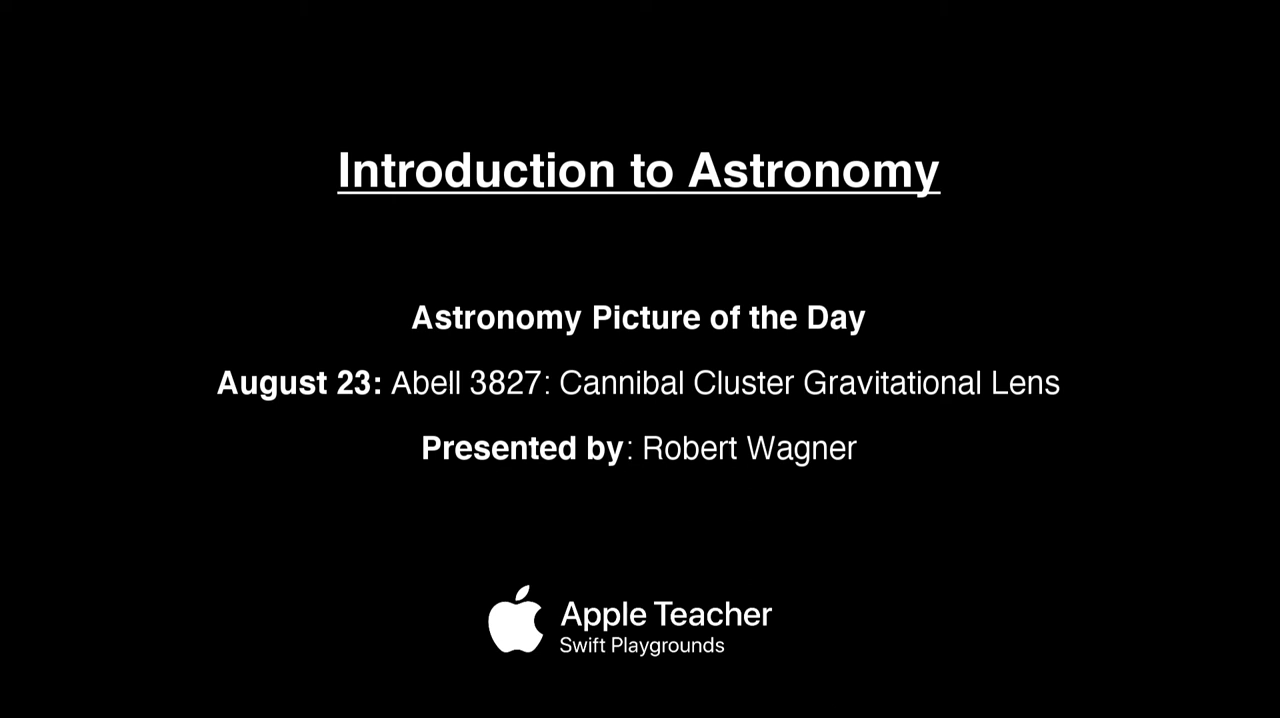 Introduction to Astronomy
Astronomy Picture of the Day
August 23: Abell 3827: Cannibal Cluster Gravitational Lens
Presented by: Robert Wagner
Apple Teacher
Swift Playgrounds